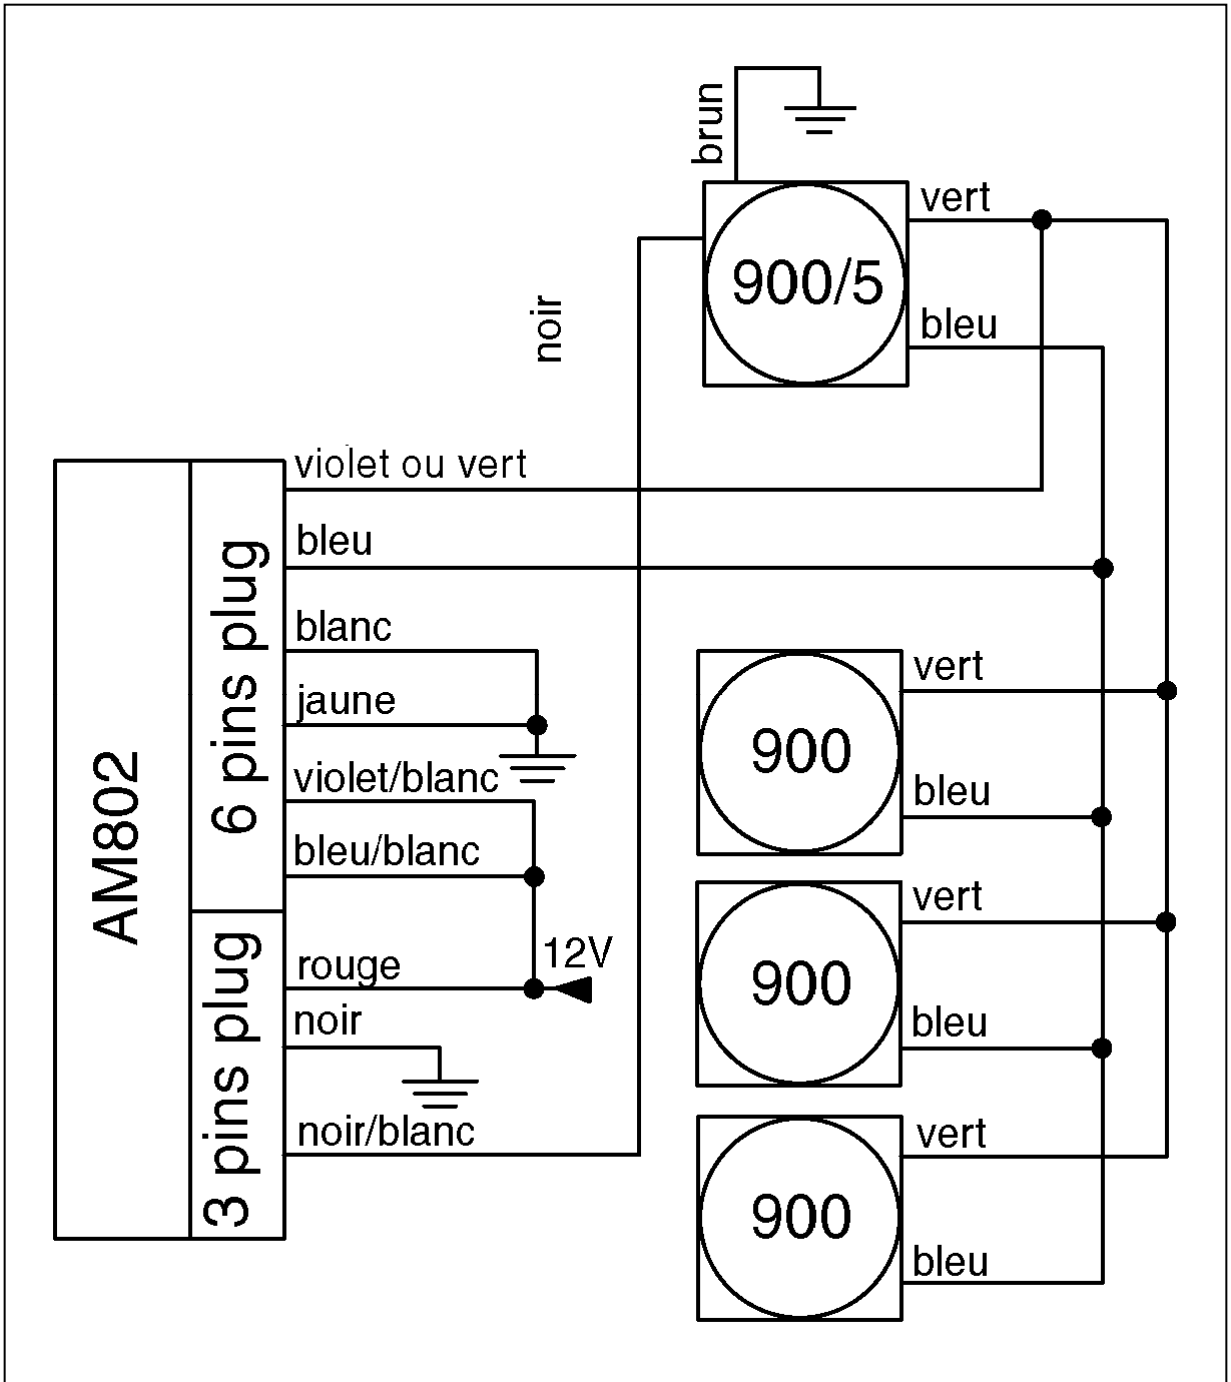 brun
vert
900/5
bleu
noir
violet ou vert
bleu
blanc
jaune
violet/blanc
bleu/blanc
6 pins plug
AM802
rouge
12V
noir
noir/blanc
3 pins plug
vert
900
bleu
vert
900
bleu
vert
900
bleu